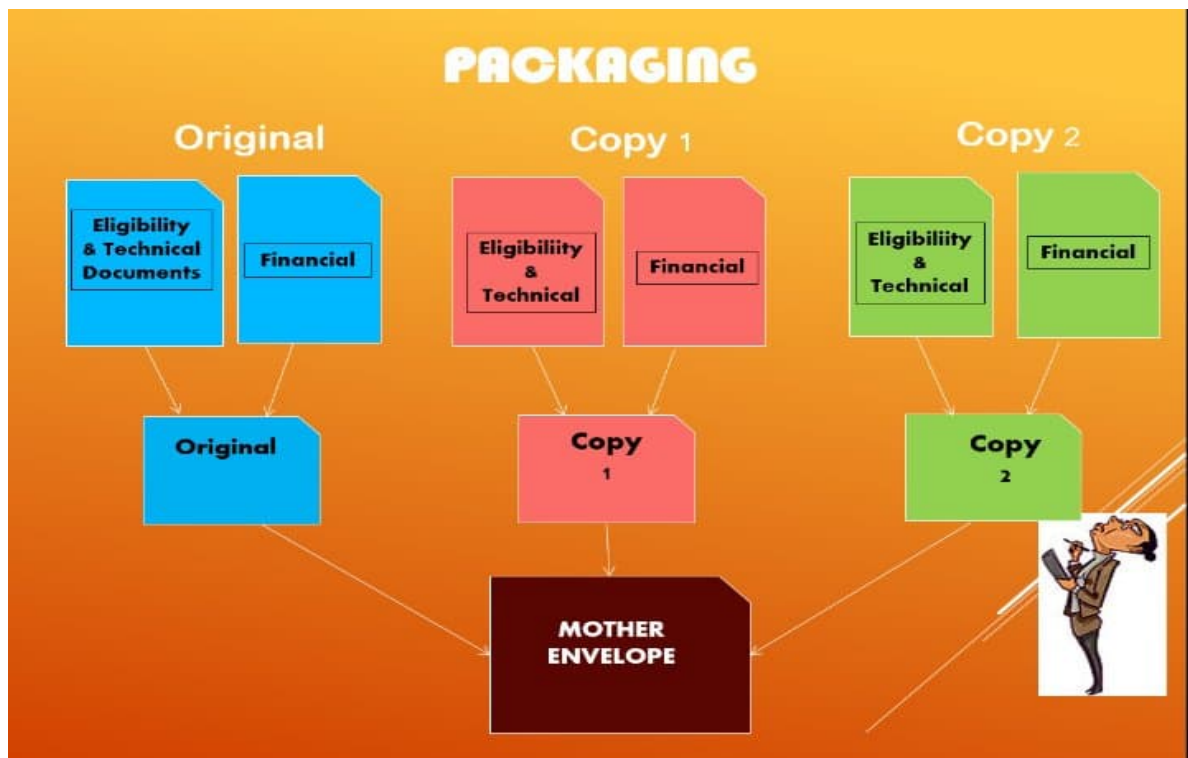 PACKAGING
Original
Copy 1
Copy 2
Eligibility
& Technical
Documents
Financial
Eligibiliity
&
Technical
Financial
Eligibiliity
&
Technical
Financial
Original
Copy
1
Copy
2
MOTHER
ENVELOPE